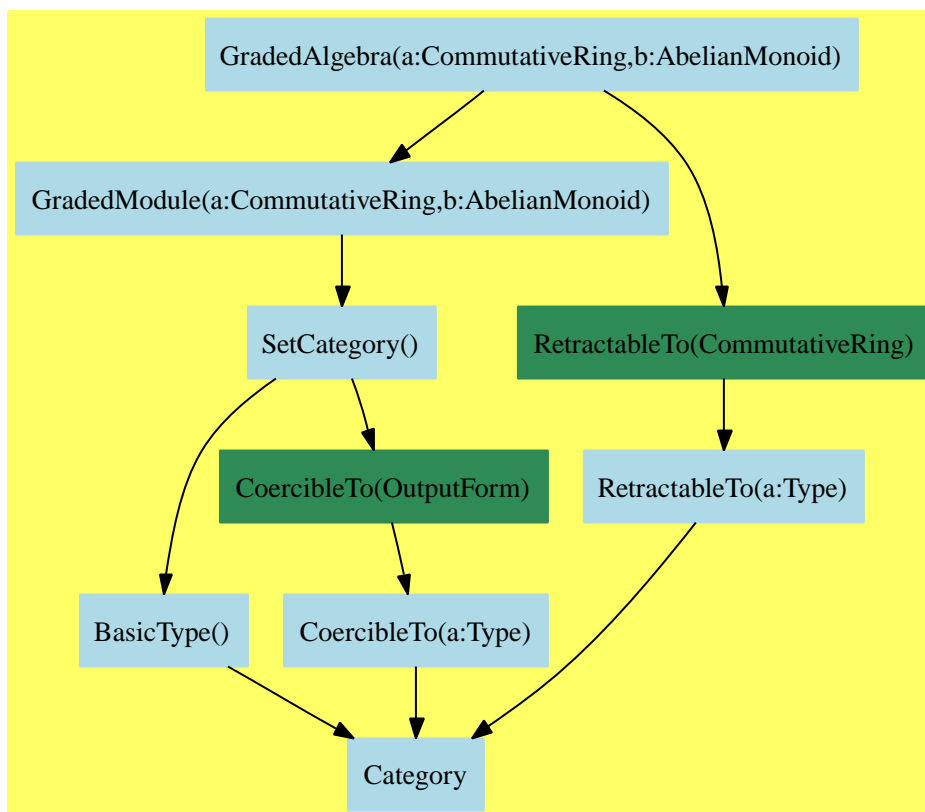 GradedAlgebra(a:CommutativeRing,b:AbelianMonoid)
GradedModule(a:CommutativeRing,b:AbelianMonoid)
SetCategory()
RetractableTo(CommutativeRing)
CoercibleTo(OutputForm)
RetractableTo(a:Type)
BasicType()
CoercibleTo(a:Type)
Category